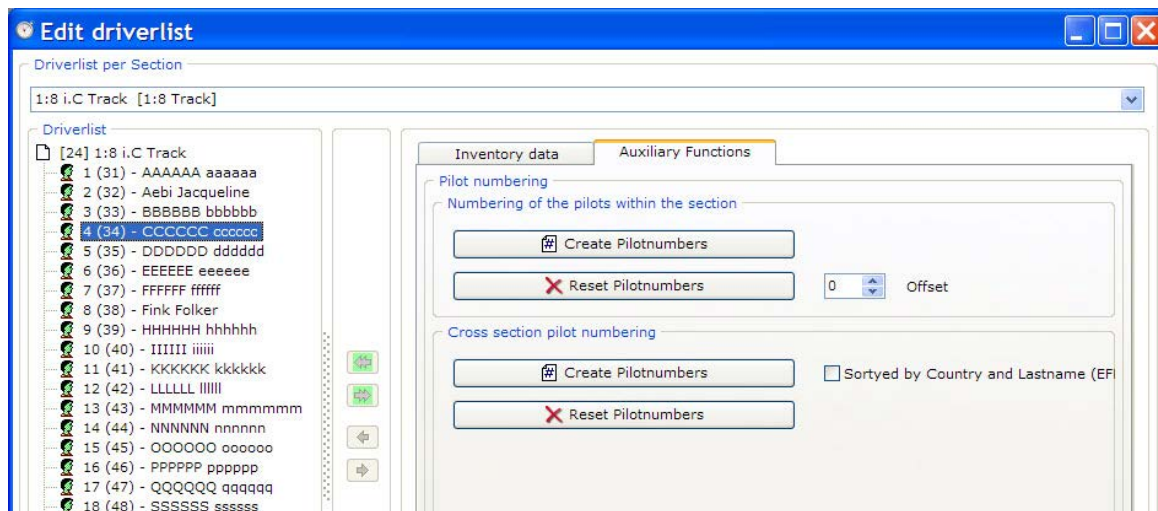 Edit driverlist
Driverlist per Section
1:8 i.C Track [1:8 Track]
Driverlist
[24] 1:8 i.C Track
1 (31) - AAAAAA aaaaaa
2 (32) - Aebi Jacqueline
3 (33) - BBBBBB bbbbbb
4 (34) - CCCCCC cccccc
5 (35) - DDDDDD dddddd
6 (36) - EEEEEE eeeeee
7 (37) - FFFFFF ffffff
8 (38) - Fink Folker
9 (39) - HHHHHH hhhhhh
10 (40) - IIIIII iiiiii
11 (41) - KKKKKK kkkkkk
12 (42) - LLLLLL llllll
13 (43) - MMMMMM mmmmmm
14 (44) - NNNNNN nnnnnn
15 (45) - OOOOOO oooooo
16 (46) - PPPPPP pppppp
17 (47) - QQQQQQ qqqqqq
18 (48) - SSSSSS ssssss
Inventory data
Auxiliary Functions
Pilot numbering
Numbering of the pilots within the section
Create Pilotnumbers
Reset Pilotnumbers
0 Offset
Cross section pilot numbering
Create Pilotnumbers
Sortyed by Country and Lastname (EF
Reset Pilotnumbers